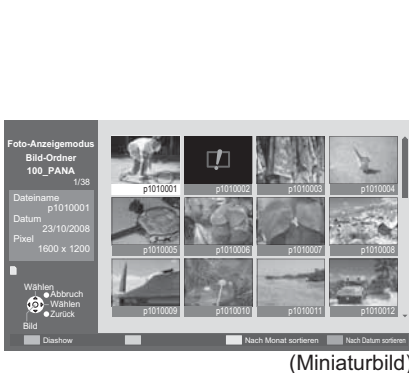 Foto-Anzeigemodus
Bild-Ordner
100_PANA
1/38
Dateiname
p1010001
Datum
23/10/2008
Pixel
1600 x 1200
Wählen
Abbruch
Wählen
Zurück
Bild
p1010001 p1010002 p1010003 p1010004
p1010005 p1010006 p1010007 p1010008
p1010009 p1010010 p1010011 p1010012
Diashow Nach Monat sortieren Nach Datum sortieren
(Miniaturbild)